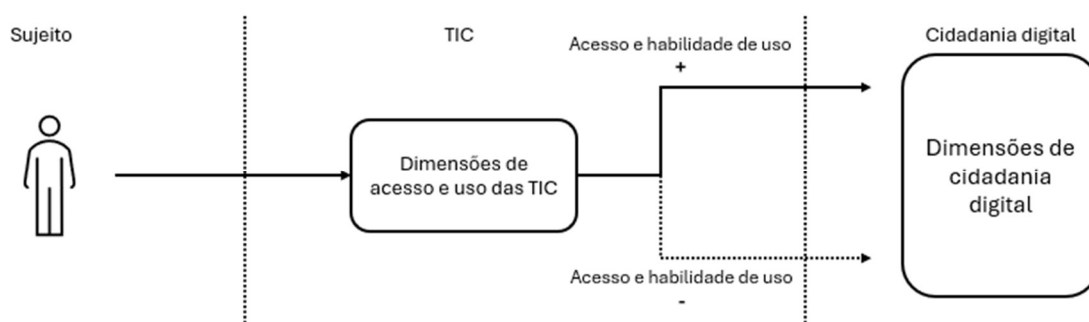 Sujeito
TIC
Acesso e habilidade de uso
+
Cidadania digital
Dimensões de
acesso e uso das TIC
Dimensões de
cidadania
digital
Acesso e habilidade de uso
-